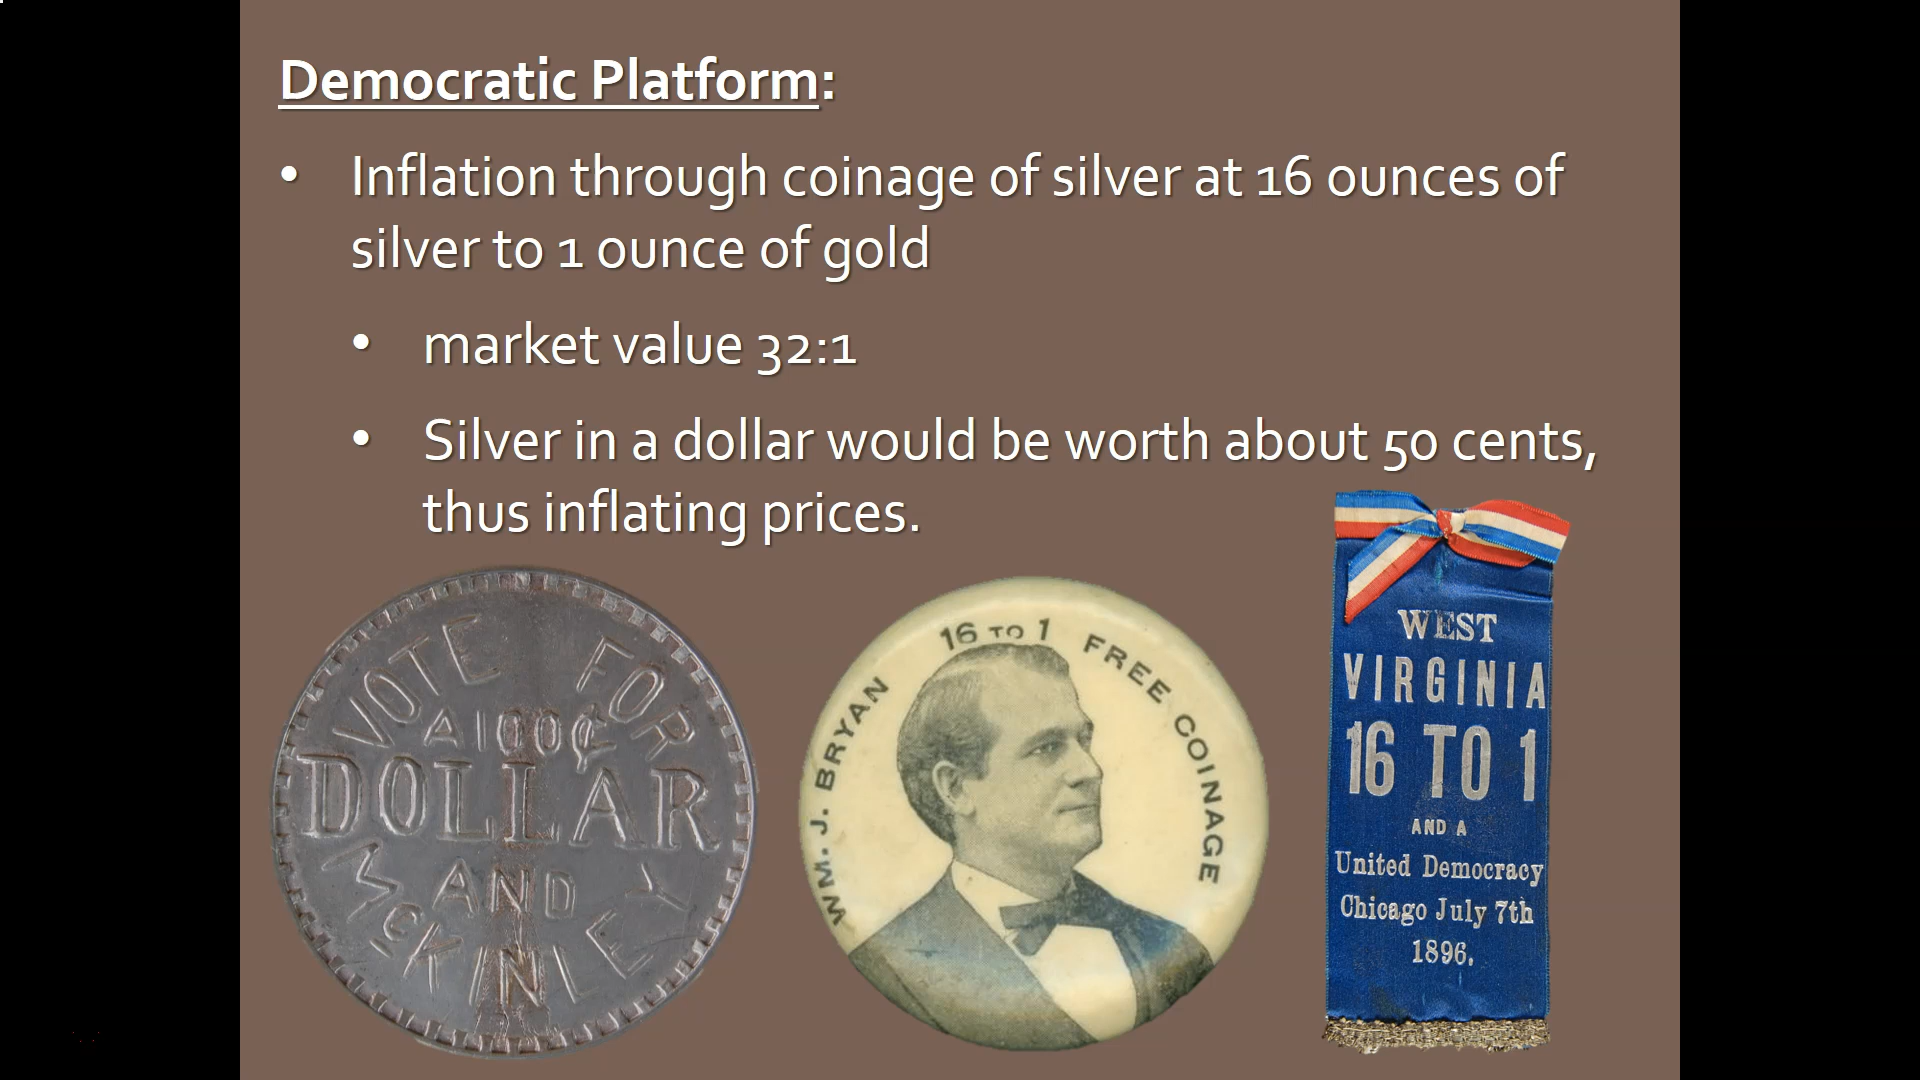 Democratic Platform:
• Inflation through coinage of silver at 16 ounces of
silver to 1 ounce of gold
• market value 32:1
• Silver in a dollar would be worth about 50 cents,
thus inflating prices.
VOTE FOR
A 100¢
DOLLAR
AND
McKINLEY
WM. J. BRYAN 16 TO 1 FREE COINAGE
WEST
VIRGINIA
16 TO 1
AND A
United Democracy
Chicago July 7th
1896.